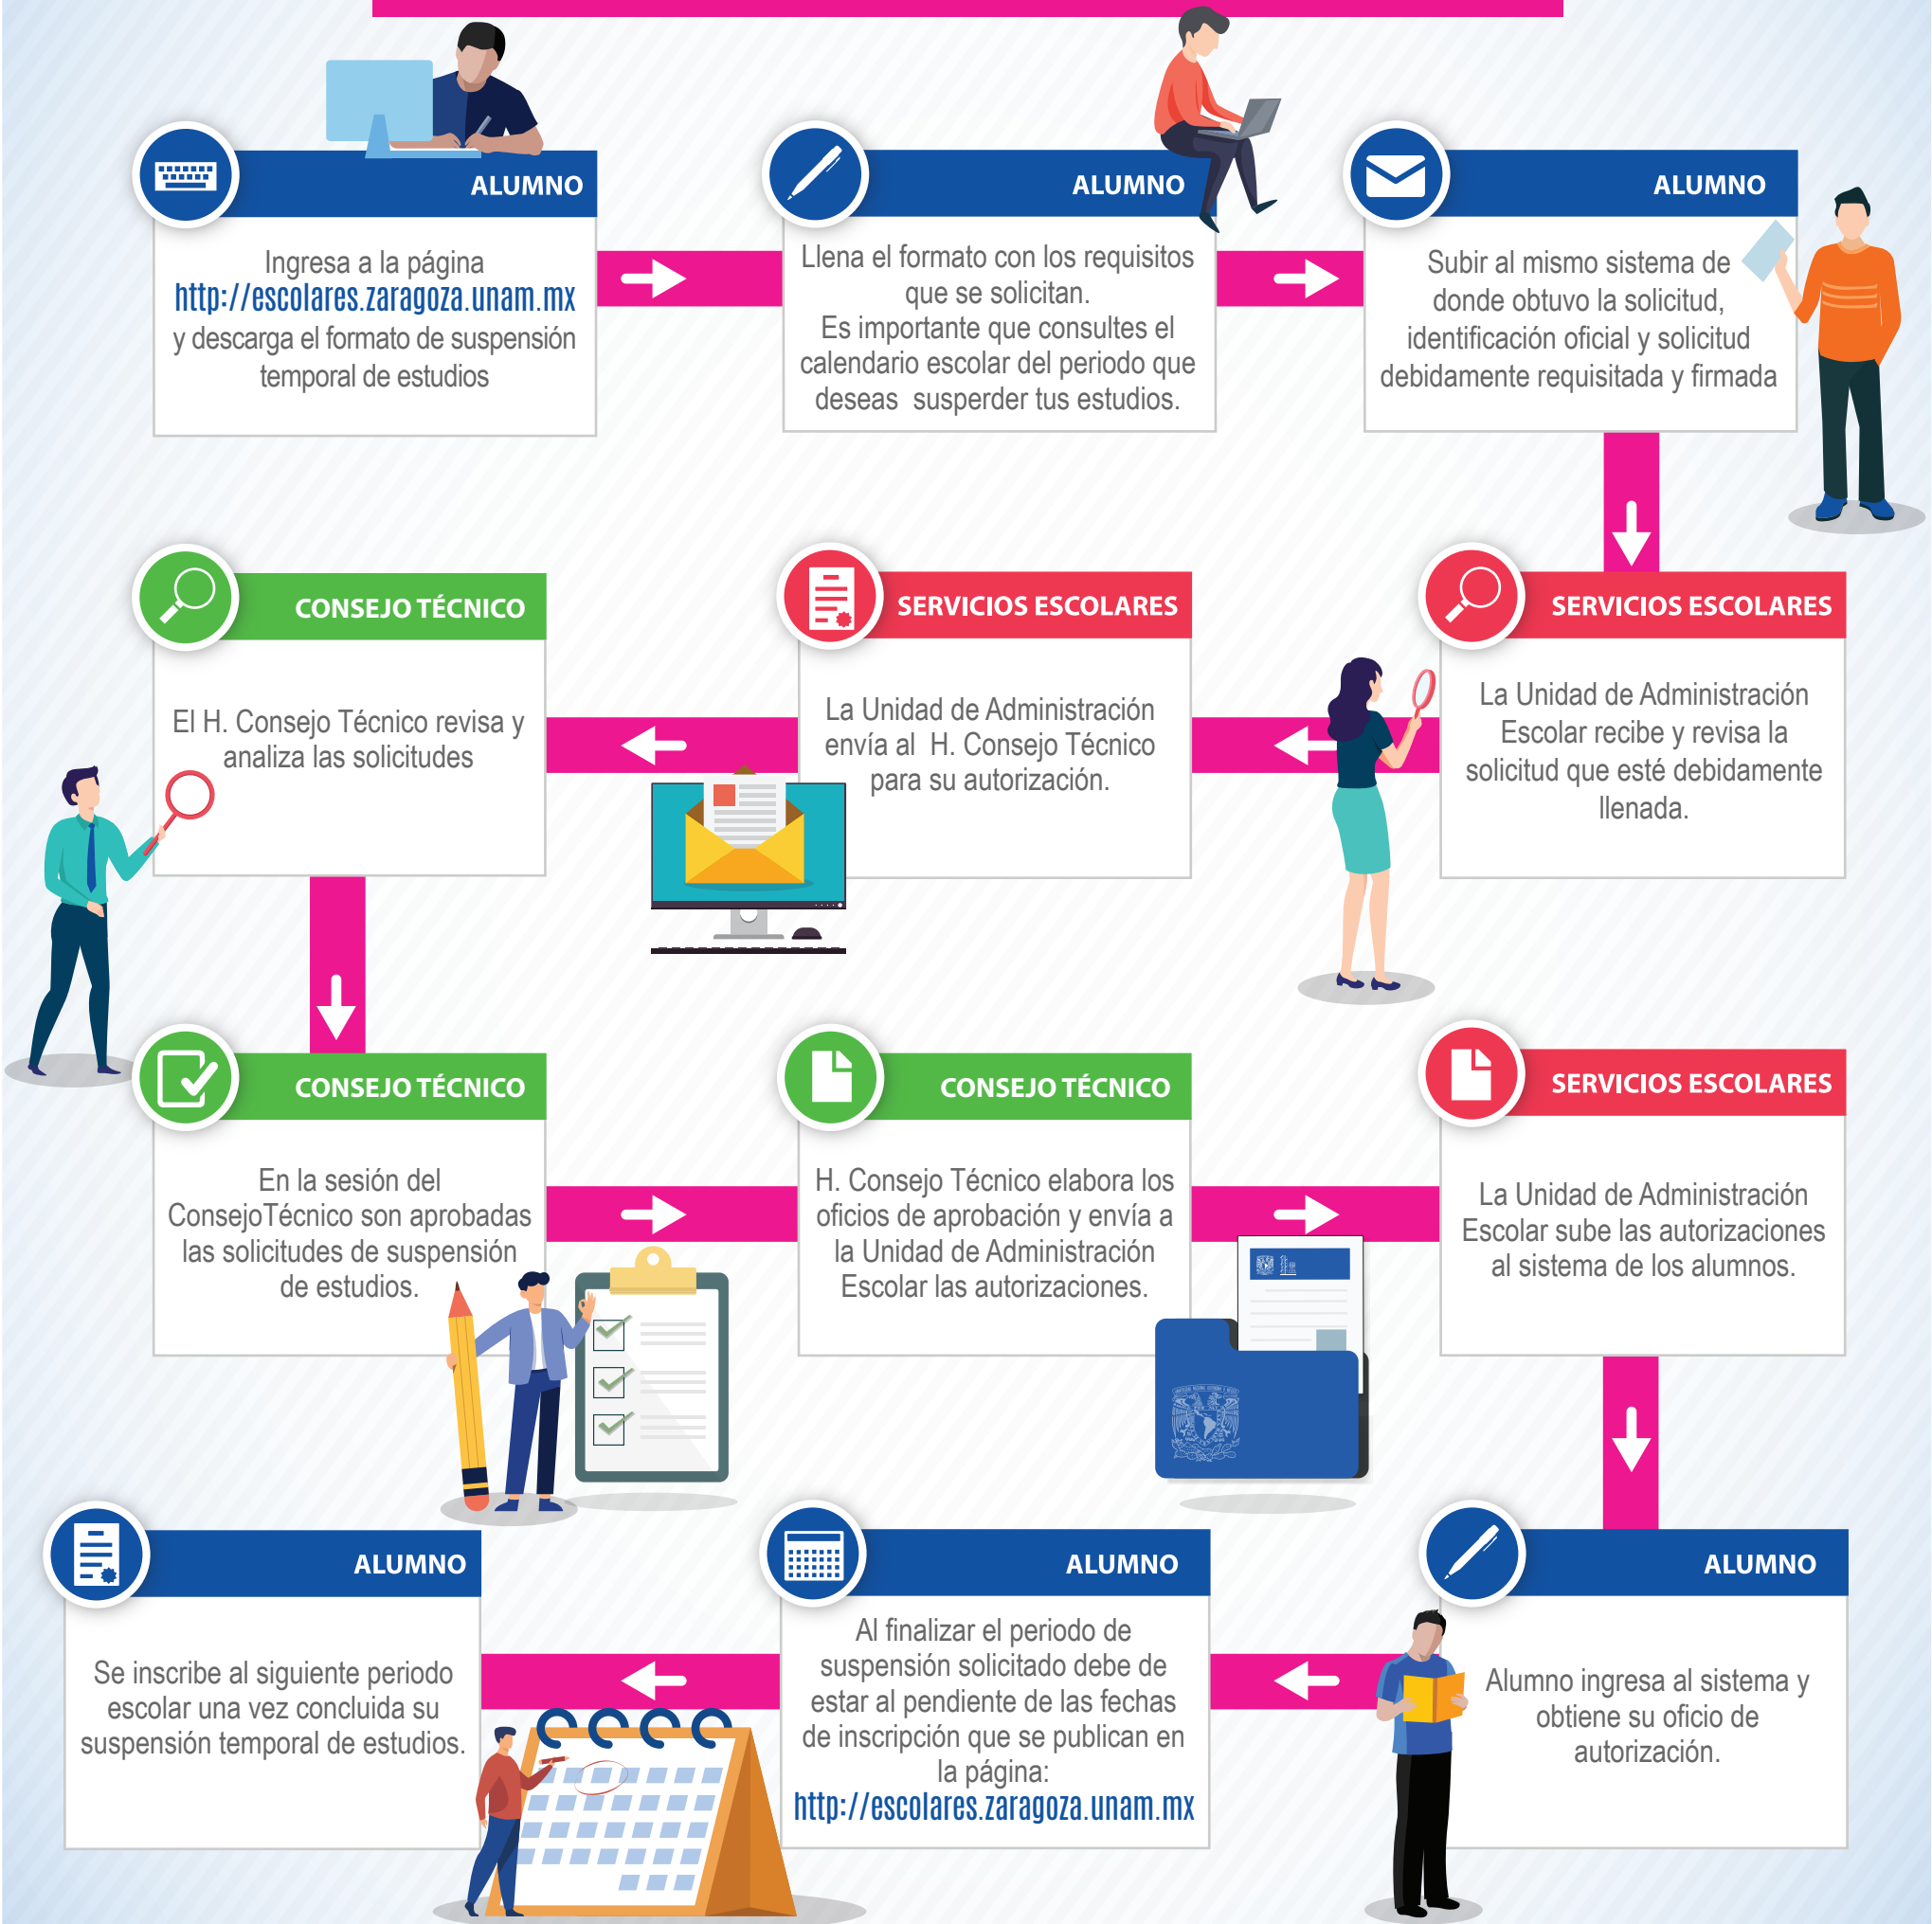 ALUMNO
Ingresa a la página
http://escolares.zaragoza.unam.mx
y descarga el formato de suspensión
temporal de estudios
ALUMNO
Llena el formato con los requisitos
que se solicitan.
Es importante que consultes el
calendario escolar del periodo que
deseas susperder tus estudios.
ALUMNO
Subir al mismo sistema de
donde obtuvo la solicitud,
identificación oficial y solicitud
debidamente requisitada y firmada
SERVICIOS ESCOLARES
La Unidad de Administración
Escolar recibe y revisa la
solicitud que esté debidamente
llenada.
SERVICIOS ESCOLARES
La Unidad de Administración
envía al H. Consejo Técnico
para su autorización.
CONSEJO TÉCNICO
El H. Consejo Técnico revisa y
analiza las solicitudes
CONSEJO TÉCNICO
En la sesión del
ConsejoTécnico son aprobadas
las solicitudes de suspensión
de estudios.
CONSEJO TÉCNICO
H. Consejo Técnico elabora los
oficios de aprobación y envía a
la Unidad de Administración
Escolar las autorizaciones.
SERVICIOS ESCOLARES
La Unidad de Administración
Escolar sube las autorizaciones
al sistema de los alumnos.
ALUMNO
Alumno ingresa al sistema y
obtiene su oficio de
autorización.
ALUMNO
Al finalizar el periodo de
suspensión solicitado debe de
estar al pendiente de las fechas
de inscripción que se publican en
la página:
http://escolares.zaragoza.unam.mx
ALUMNO
Se inscribe al siguiente periodo
escolar una vez concluida su
suspensión temporal de estudios.